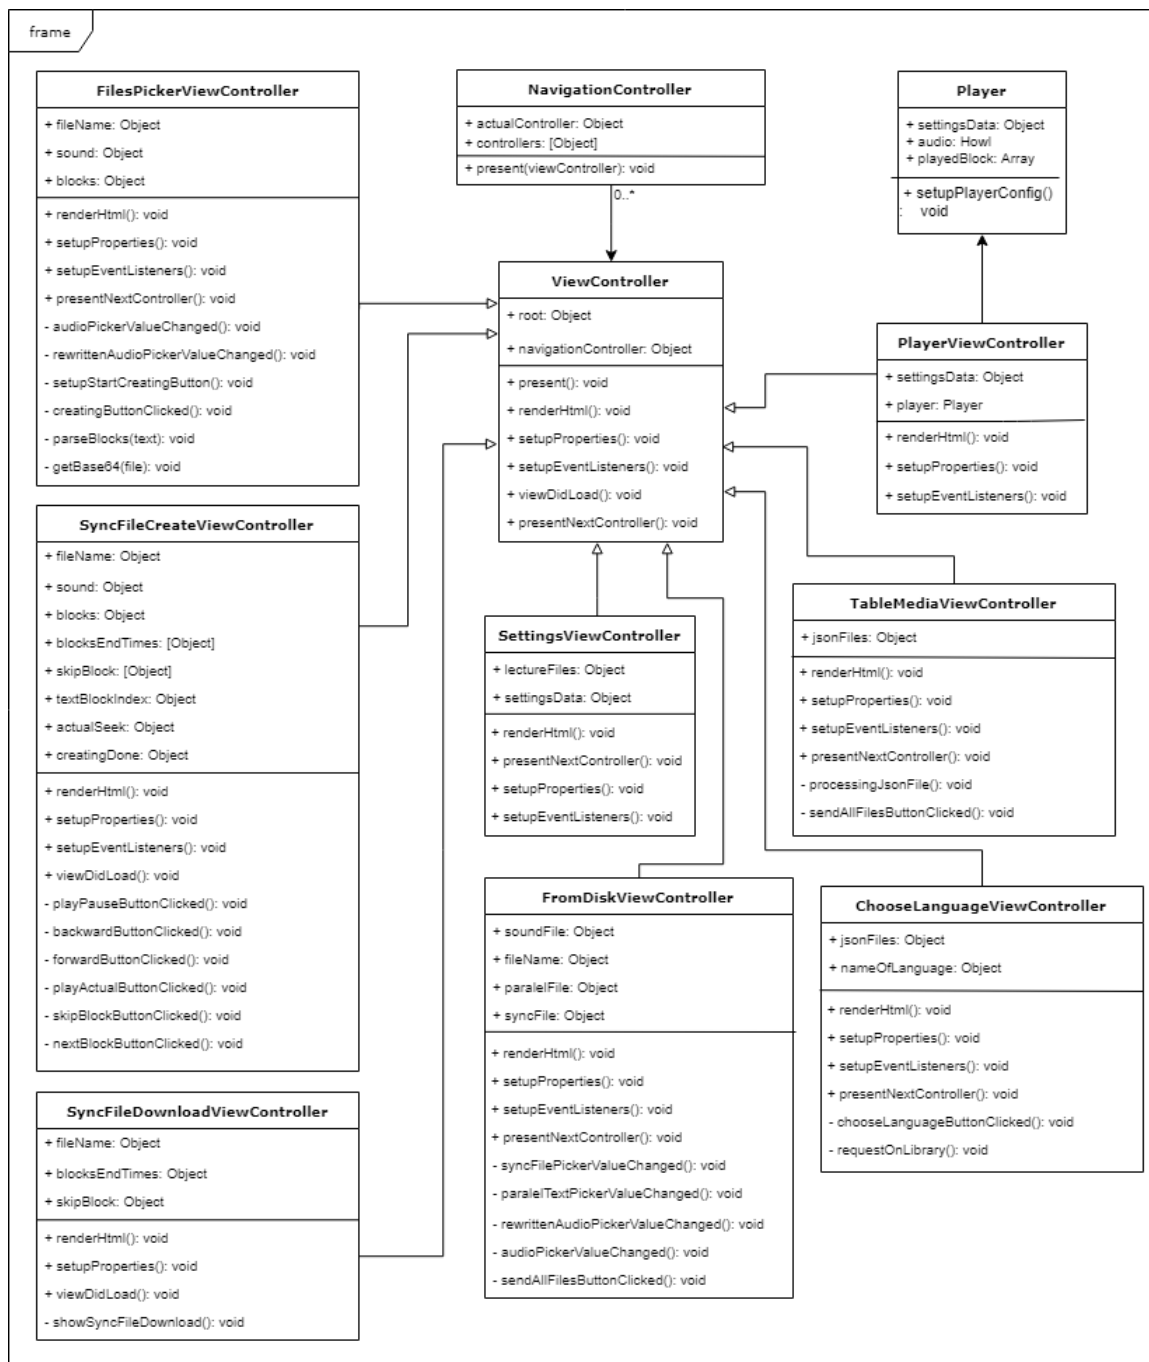 frame
FilesPickerViewController
+ fileName: Object
+ sound: Object
+ blocks: Object
+ renderHtml(): void
+ setupProperties(): void
+ setupEventListeners(): void
+ presentNextController(): void
- audioPickerValueChanged(): void
- rewrittenAudioPickerValueChanged(): void
- setupStartCreatingButton(): void
- creatingButtonClicked(): void
- parseBlocks(text): void
- getBase64(file): void
NavigationController
+ actualController: Object
+ controllers: [Object]
+ present(viewController): void
0..*
Player
+ settingsData: Object
+ audio: Howl
+ playedBlock: Array
+ setupPlayerConfig()
: void
ViewController
+ root: Object
+ navigationController: Object
+ present(): void
+ renderHtml(): void
+ setupProperties(): void
+ setupEventListeners(): void
+ viewDidLoad(): void
+ presentNextController(): void
PlayerViewController
+ settingsData: Object
+ player: Player
+ renderHtml(): void
+ setupProperties(): void
+ setupEventListeners(): void
SyncFileCreateViewController
+ fileName: Object
+ sound: Object
+ blocks: Object
+ blocksEndTimes: [Object]
+ skipBlock: [Object]
+ textBlockIndex: Object
+ actualSeek: Object
+ creatingDone: Object
+ renderHtml(): void
+ setupProperties(): void
+ setupEventListeners(): void
+ viewDidLoad(): void
- playPauseButtonClicked(): void
- backwardButtonClicked(): void
- forwardButtonClicked(): void
- playActualButtonClicked(): void
- skipBlockButtonClicked(): void
- nextBlockButtonClicked(): void
SettingsViewController
+ lectureFiles: Object
+ settingsData: Object
+ renderHtml(): void
+ presentNextController(): void
+ setupProperties(): void
+ setupEventListeners(): void
TableMediaViewController
+ jsonFiles: Object
+ renderHtml(): void
+ setupProperties(): void
+ setupEventListeners(): void
+ presentNextController(): void
- processingJsonFile(): void
- sendAllFilesButtonClicked(): void
FromDiskViewController
+ soundFile: Object
+ fileName: Object
+ paralelFile: Object
+ syncFile: Object
+ renderHtml(): void
+ setupProperties(): void
+ setupEventListeners(): void
+ presentNextController(): void
- syncFilePickerValueChanged(): void
- paralelTextPickerValueChanged(): void
- rewrittenAudioPickerValueChanged(): void
- audioPickerValueChanged(): void
- sendAllFilesButtonClicked(): void
ChooseLanguageViewController
+ jsonFiles: Object
+ nameOfLanguage: Object
+ renderHtml(): void
+ setupProperties(): void
+ setupEventListeners(): void
+ presentNextController(): void
- chooseLanguageButtonClicked(): void
- requestOnLibrary(): void
SyncFileDownloadViewController
+ fileName: Object
+ blocksEndTimes: Object
+ skipBlock: Object
+ renderHtml(): void
+ setupProperties(): void
+ viewDidLoad(): void
- showSyncFileDownload(): void